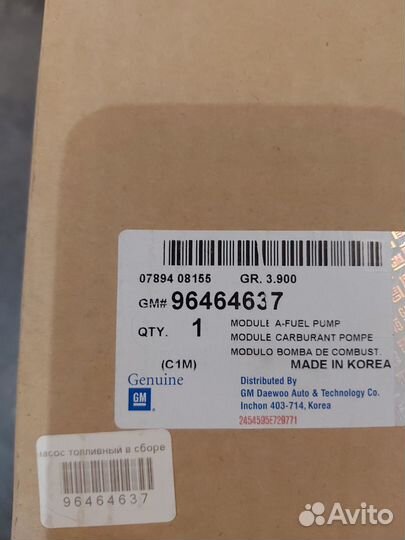 07894 08155 GR. 3.900
GM# 96464637
QTY. 1 MODULE A-FUEL PUMP
MODULE CARBURANT POMPE
MODULO BOMBA DE COMBUST.
(C1M) MADE IN KOREA
Genuine
GM
Distributed By
GM Daewoo Auto & Technology Co.
Inchon 403-714, Korea
2454595E729771
насос топливный в сборе
96464637
Avito